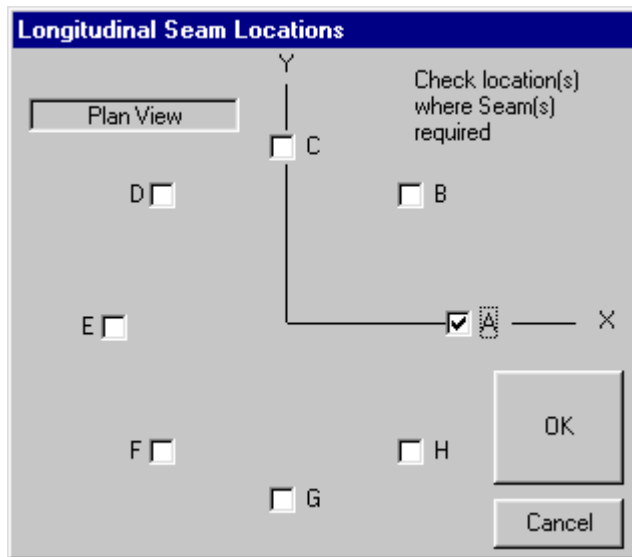 Longitudinal Seam Locations
Y
Check location(s)
where Seam(s)
required
Plan View
C
D
B
E
A
X
F
H
OK
G
Cancel